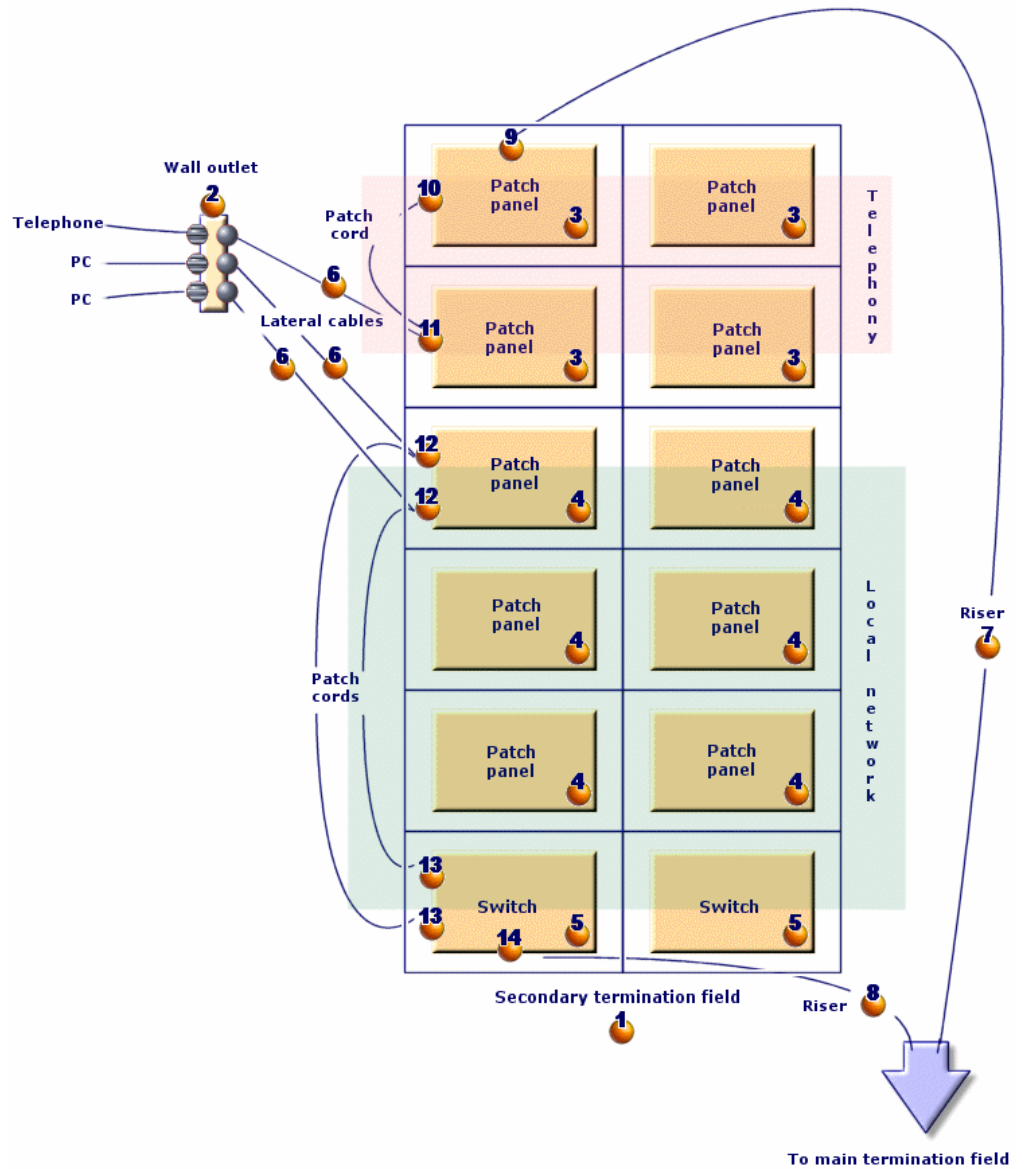 9
Wall outlet
2
10
Patch
panel
3
Patch
panel
3
Telephony
Telephone
Patch
cord
PC
6
PC
Lateral cables
11
Patch
panel
3
Patch
panel
3
6
6
12
12
Patch
panel
4
Patch
panel
4
Local network
Patch
panel
4
Patch
panel
4
Riser
7
Patch
cords
Patch
panel
4
Patch
panel
4
13
13
Switch
5
14
Switch
5
Secondary termination field
1
Riser
8
To main termination field